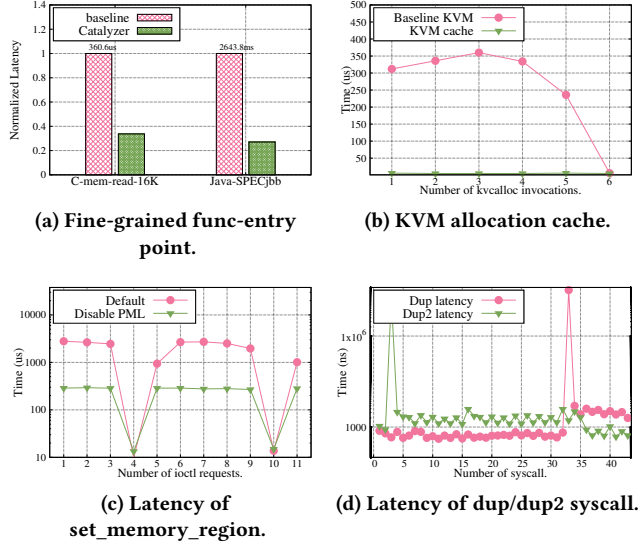 1.4
1.2
1
0.8
0.6
0.4
0.2
0
Normalized Latency
baseline
Catalyzer
360.6us
2643.8ms
C-mem-read-16K
Java-SPECjbb
(a) Fine-grained func-entry
point.
500
450
400
350
300
250
200
150
100
50
Time (us)
Baseline KVM
KVM cache
1 2 3 4 5 6
Number of kvcalloc invocations.
(b) KVM allocation cache.
10000
1000
100
10
Time (us)
Default
Disable PML
1 2 3 4 5 6 7 8 9 10 11
Number of ioctl requests.
(c) Latency of
set_memory_region.
1x10^6
1000
Time (us)
Dup latency
Dup2 latency
0 5 10 15 20 25 30 35 40
Number of syscall.
(d) Latency of dup/dup2 syscall.